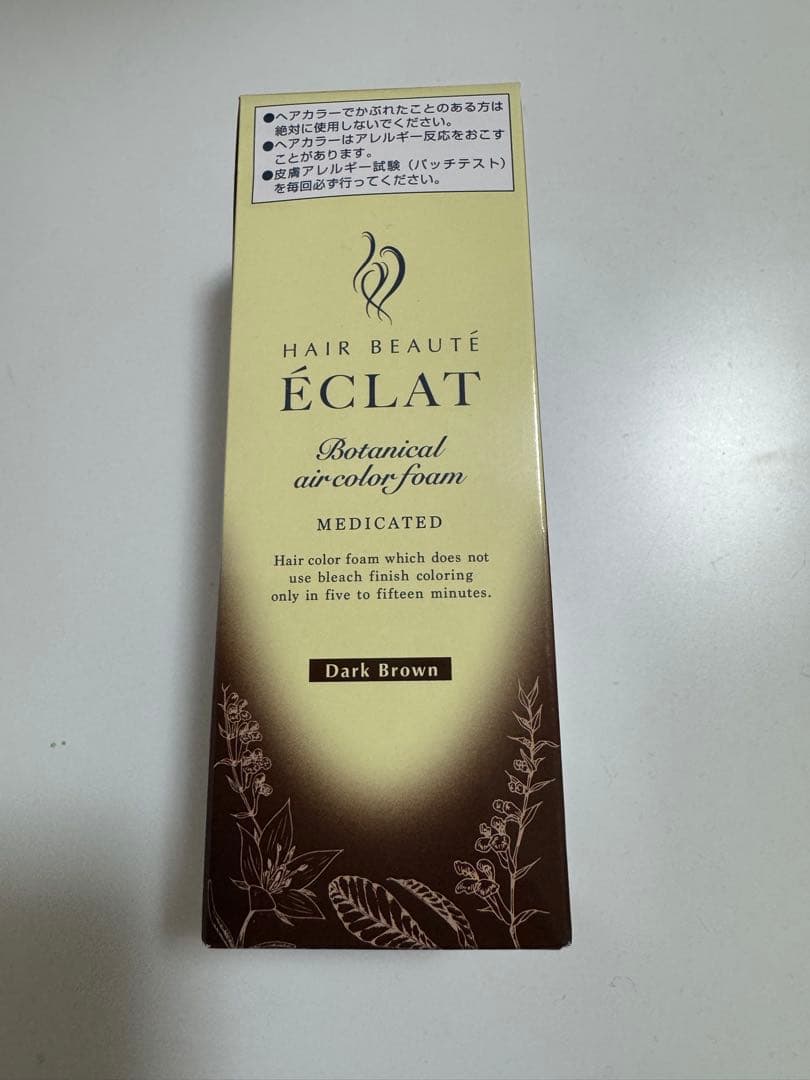 ●ヘアカラーでかぶれたことのある方は
絶対に使用しないでください。
●ヘアカラーはアレルギー反応をおこす
ことがあります。
●皮膚アレルギー試験（パッチテスト）
を毎回必ず行ってください。
HAIR BEAUTÉ
ÉCLAT
Botanical
air color foam
MEDICATED
Hair color foam which does not
use bleach finish coloring
only in five to fifteen minutes.
Dark Brown